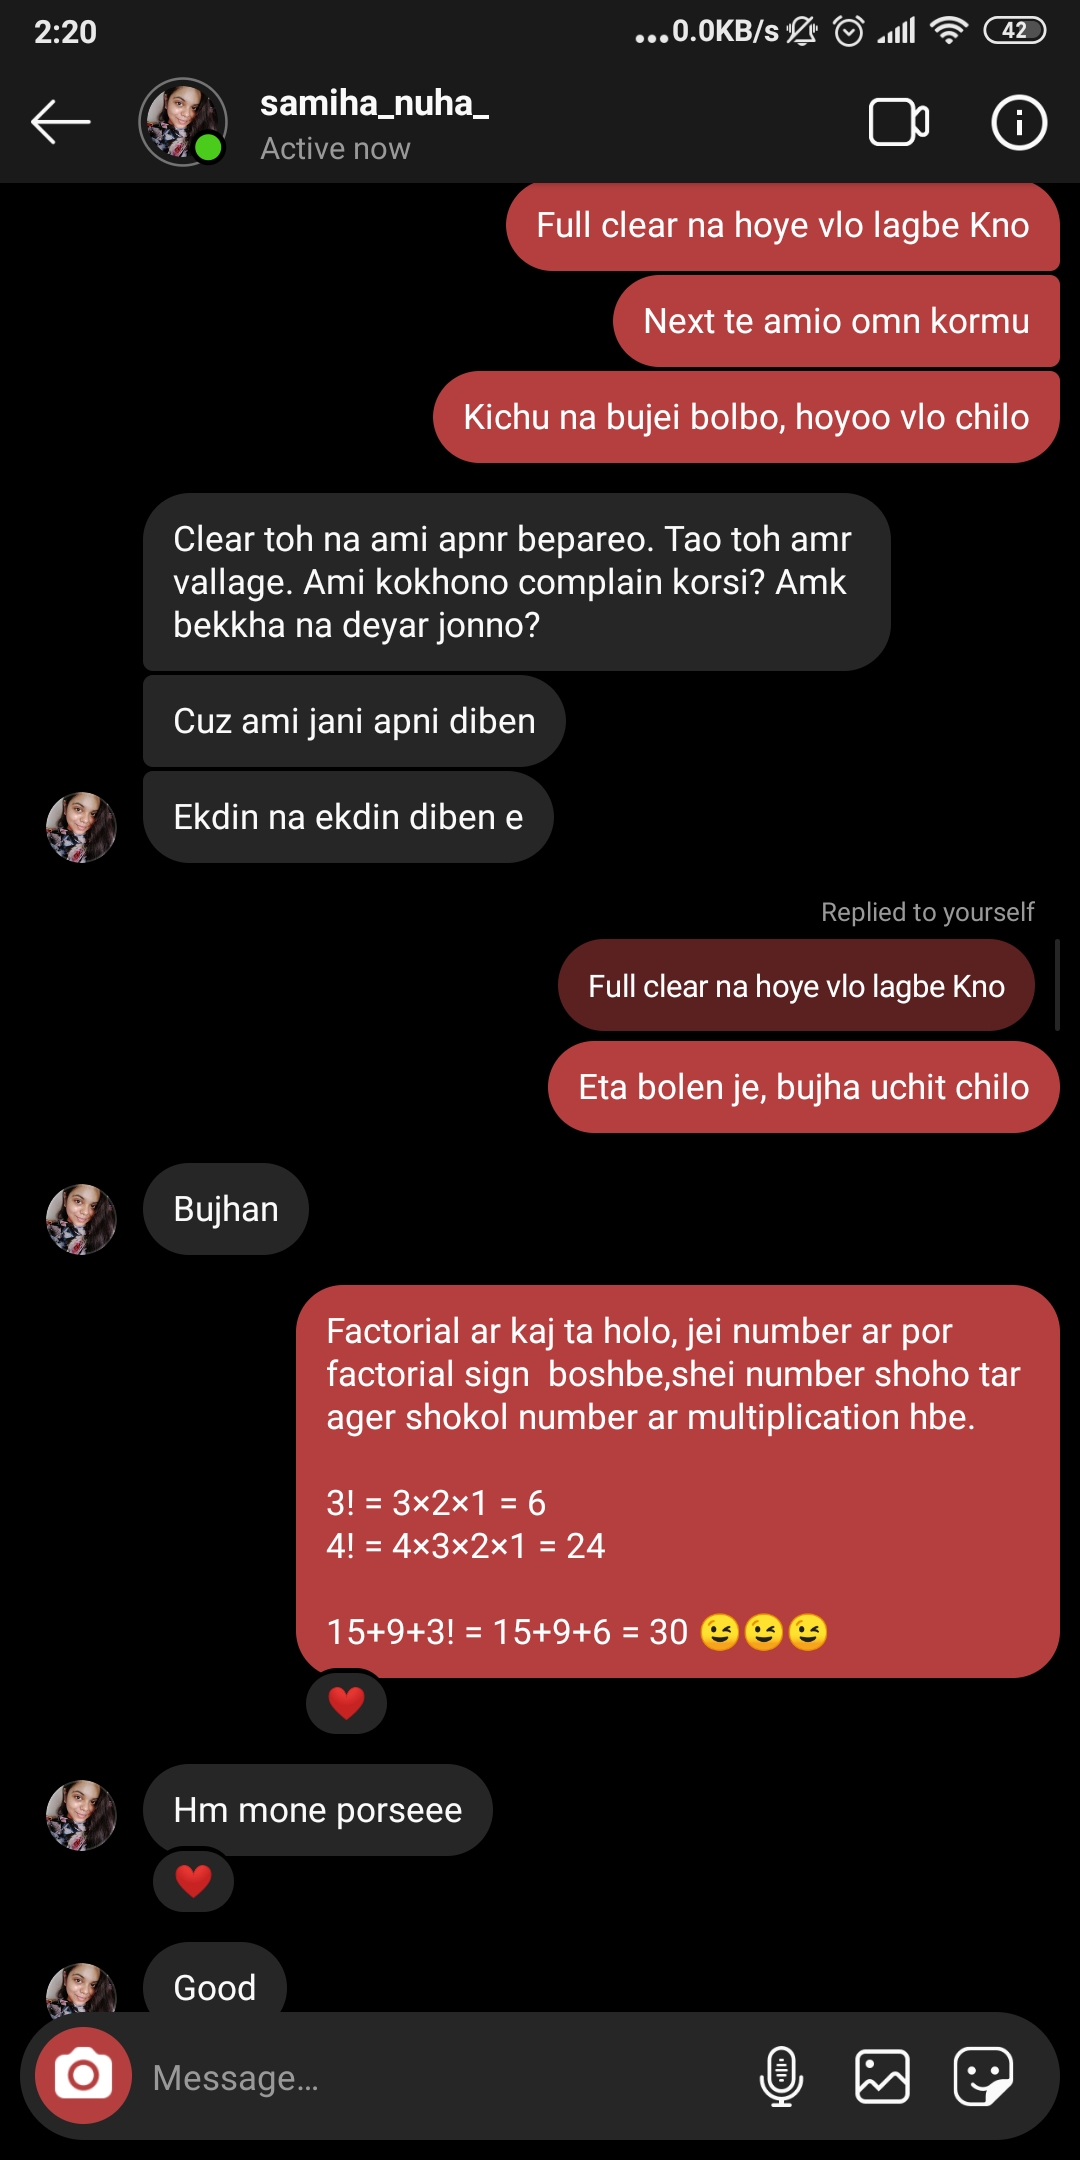 2:20
...0.0KB/s
42
samiha_nuha_
Active now
Full clear na hoye vlo lagbe Kno
Next te amio omn kormu
Kichu na bujei bolbo, hoyoo vlo chilo
Clear toh na ami apnr bepareo. Tao toh amr
vallage. Ami kokhono complain korsi? Amk
bekkha na deyar jonno?
Cuz ami jani apni diben
Ekdin na ekdin diben e
Replied to yourself
Full clear na hoye vlo lagbe Kno
Eta bolen je, bujha uchit chilo
Bujhan
Factorial ar kaj ta holo, jei number ar por
factorial sign  boshbe,shei number shoho tar
ager shokol number ar multiplication hbe.
3! = 3×2×1 = 6
4! = 4×3×2×1 = 24
15+9+3! = 15+9+6 = 30 😉😉😉
Hm mone porseee
Good
Message...